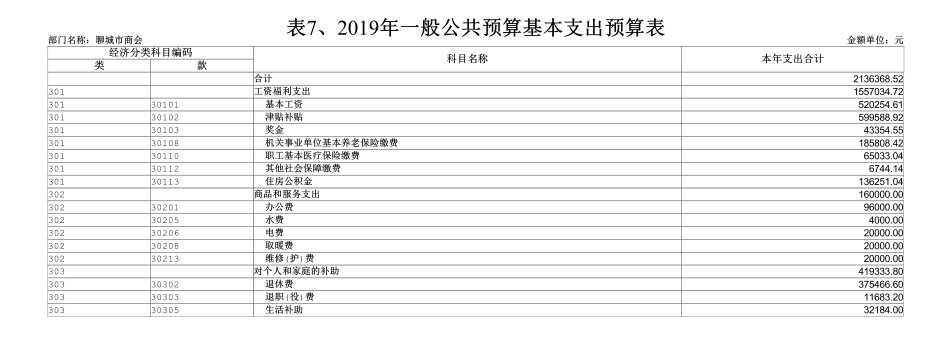 表7、2019年一般公共预算基本支出预算表
部门名称：聊城市商会 金额单位：元
经济分类科目编码 科目名称 本年支出合计
类 款
合计 2136368.52
301 工资福利支出 1557034.72
301 30101 基本工资 520254.61
301 30102 津贴补贴 599588.92
301 30103 奖金 43354.55
301 30108 机关事业单位基本养老保险缴费 185808.42
301 30110 职工基本医疗保险缴费 65033.04
301 30112 其他社会保障缴费 6744.14
301 30113 住房公积金 136251.04
302 商品和服务支出 160000.00
302 30201 办公费 96000.00
302 30205 水费 4000.00
302 30206 电费 20000.00
302 30208 取暖费 20000.00
302 30213 维修(护)费 20000.00
303 对个人和家庭的补助 419333.80
303 30302 退休费 375466.60
303 30303 退职(役)费 11683.20
303 30305 生活补助 32184.00